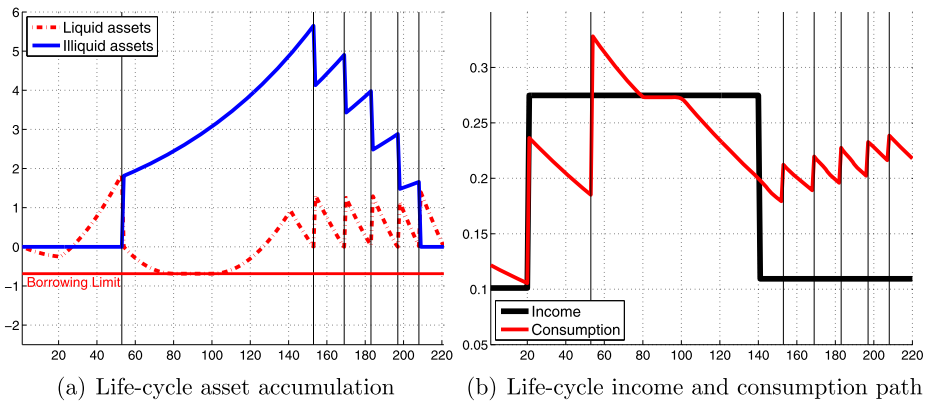 6
5
4
3
2
1
0
−1
−2
Liquid assets
Illiquid assets
Borrowing Limit
20 40 60 80 100 120 140 160 180 200 220
(a) Life-cycle asset accumulation
0.3
0.25
0.2
0.15
0.1
0.05
Income
Consumption
20 40 60 80 100 120 140 160 180 200 220
(b) Life-cycle income and consumption path